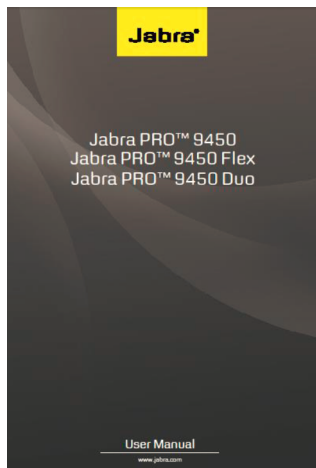 Jabra
Jabra PRO™ 9450
Jabra PRO™ 9450 Flex
Jabra PRO™ 9450 Duo
User Manual
www.jabra.com